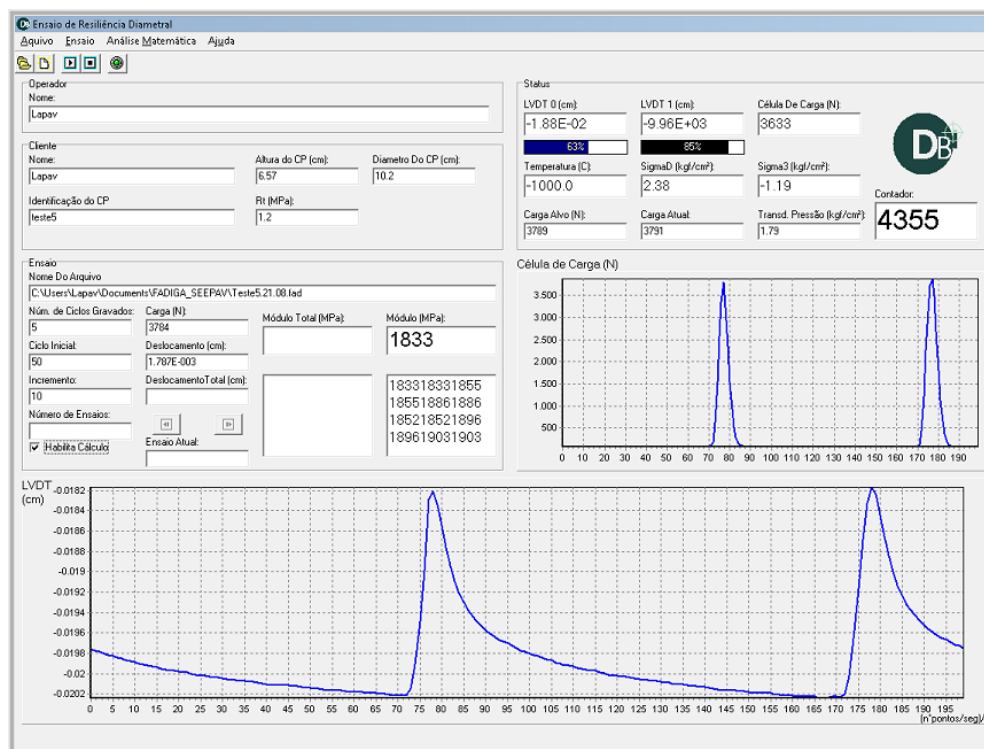 Ensaio de Resiliência Diametral
Aquivo Ensaio Análise Matemática Ajuda
Operador
Nome:
Lapav
Cliente
Nome:
Altura do CP (cm):
Diametro Do CP (cm):
Lapav
6.57
10.2
Identificação do CP
Rt (MPa):
teste5
1.2
Ensaio
Nome Do Arquivo
C:\Users\Lapav\Documents\FADIGA_SEEPAV\Teste5.21.08.fad
Núm. de Ciclos Gravados:
Carga (N):
Módulo Total (MPa):
Módulo (MPa):
5
3784
1833
Ciclo Inicial:
Deslocamento (cm):
50
1.787E-003
Incremento:
DeslocamentoTotal (cm):
10
Número de Ensaios:
Habilita Cálculo
Ensaio Atual:
183318331855
185518861886
185218521896
189619031903
Status
LVDT 0 (cm):
LVDT 1 (cm):
Célula De Carga (N):
-1.88E-02
-9.96E+03
3633
63%
85%
Temperatura (C):
SigmaD (kgf/cm²):
Sigma3 (kgf/cm²):
-1000.0
2.38
-1.19
Carga Alvo (N):
Carga Atual:
Transd. Pressão (kgf/cm²):
3789
3791
1.79
DB
Contador:
4355
Célula de Carga (N)
3.500
3.000
2.500
2.000
1.500
1.000
500
0 10 20 30 40 50 60 70 80 90 100 110 120 130 140 150 160 170 180 190
LVDT
(cm)
-0.0182
-0.0184
-0.0186
-0.0188
-0.019
-0.0192
-0.0194
-0.0196
-0.0198
-0.02
-0.0202
0 5 10 15 20 25 30 35 40 45 50 55 60 65 70 75 80 85 90 95 100 105 110 115 120 125 130 135 140 145 150 155 160 165 170 175 180 185 190 195
(n°pontos/seg)/